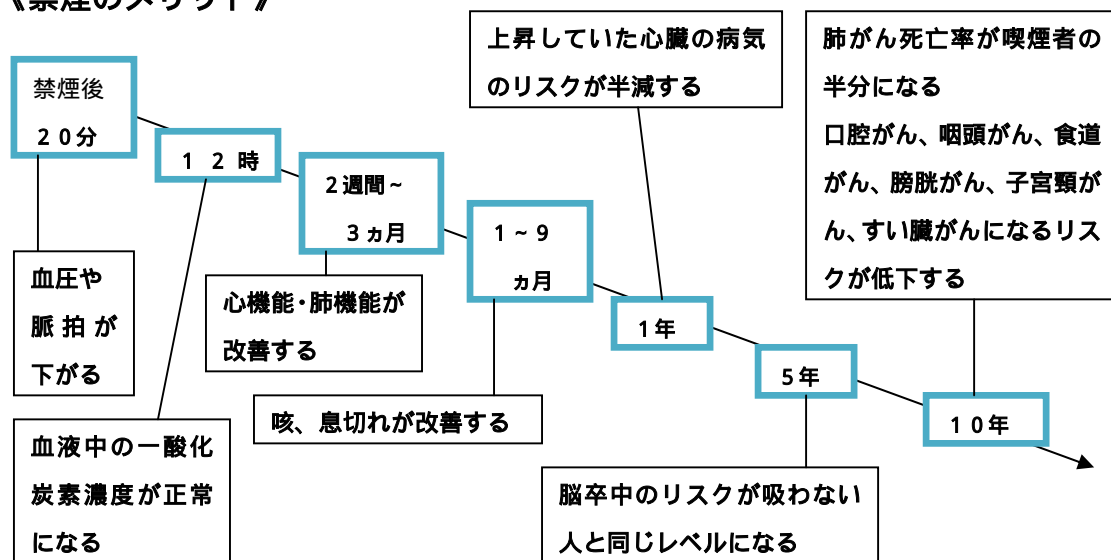 《禁煙のメリット》
上昇していた心臓の病気
のリスクが半減する
肺がん死亡率が喫煙者の
半分になる
口腔がん、咽頭がん、食道
がん、膀胱がん、子宮頸が
ん、すい臓がんになるリス
クが低下する
禁煙後
20分
12時
2週間~
3ヵ月
1~9
ヵ月
1年
5年
10年
血圧や
脈拍が
下がる
心機能・肺機能が
改善する
咳、息切れが改善する
血液中の一酸化
炭素濃度が正常
になる
脳卒中のリスクが吸わない
人と同じレベルになる